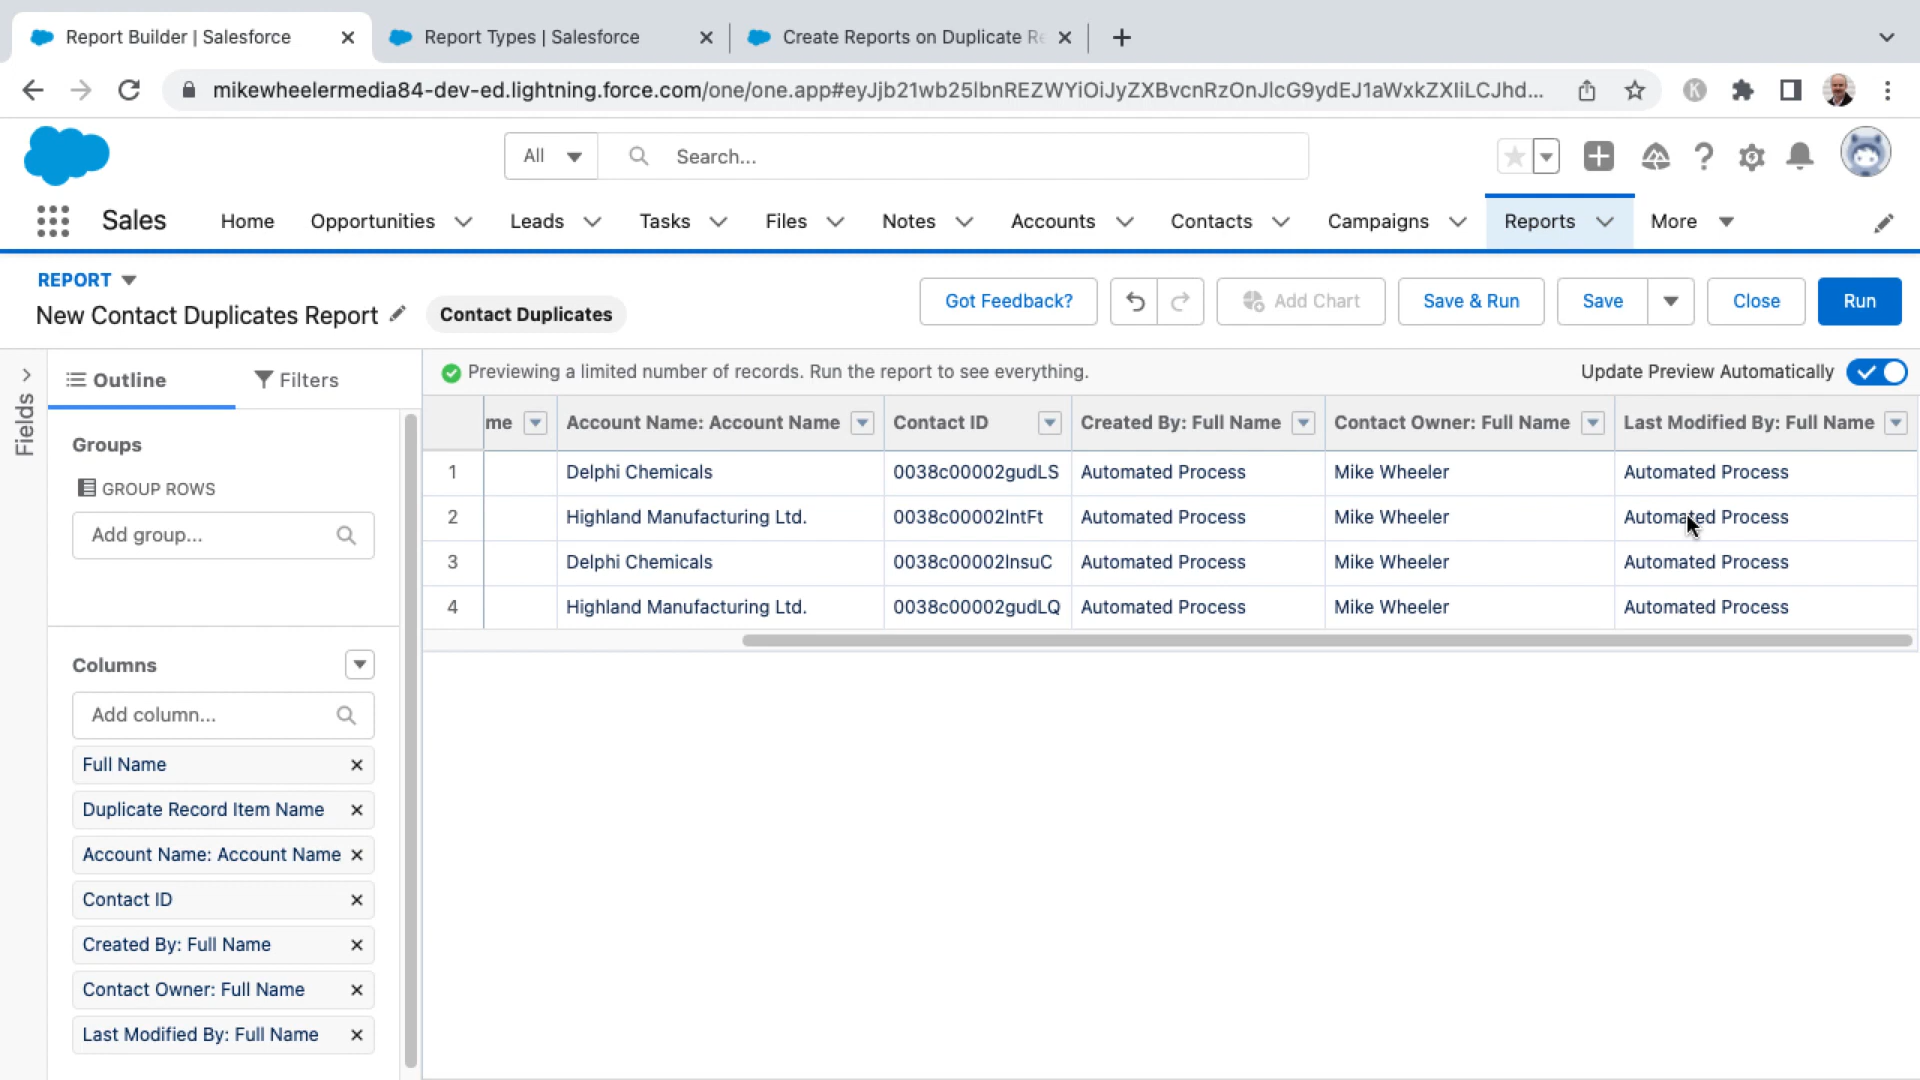 Report Builder | Salesforce
Report Types | Salesforce
Create Reports on Duplicate Re
mikewheelermedia84-dev-ed.lightning.force.com/one/one.app#eyJjb21wb25lbnREZWYiOiJyZXBvcnRzOnJlcG9ydEJ1aWxkZXIiLCJhd...
All
Search...
Sales
Home
Opportunities
Leads
Tasks
Files
Notes
Accounts
Contacts
Campaigns
Reports
More
REPORT
New Contact Duplicates Report
Contact Duplicates
Got Feedback?
Add Chart
Save & Run
Save
Close
Run
Fields
Outline
Filters
Previewing a limited number of records. Run the report to see everything.
Update Preview Automatically
Groups
GROUP ROWS
Add group...
Columns
Add column...
Full Name
Duplicate Record Item Name
Account Name: Account Name
Contact ID
Created By: Full Name
Contact Owner: Full Name
Last Modified By: Full Name
me Account Name: Account Name Contact ID Created By: Full Name Contact Owner: Full Name Last Modified By: Full Name
1 Delphi Chemicals 0038c00002gudLS Automated Process Mike Wheeler Automated Process
2 Highland Manufacturing Ltd. 0038c00002lntFt Automated Process Mike Wheeler Automated Process
3 Delphi Chemicals 0038c00002lnsuC Automated Process Mike Wheeler Automated Process
4 Highland Manufacturing Ltd. 0038c00002gudLQ Automated Process Mike Wheeler Automated Process